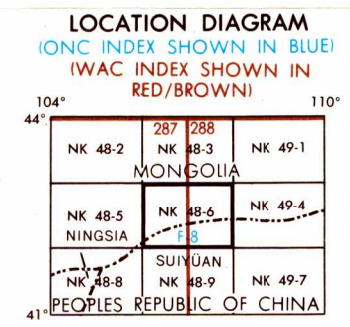 LOCATION DIAGRAM
(ONC INDEX SHOWN IN BLUE)
(WAC INDEX SHOWN IN
RED/BROWN)
104° 110°
44°
287 288
NK 48-2 NK 48-3 NK 49-1
MONGOLIA
NK 48-5 NK 48-6 NK 49-4
NINGSIA F-8
SUIYÜAN
NK 48-8 NK 48-9 NK 49-7
41° PEOPLES REPUBLIC OF CHINA